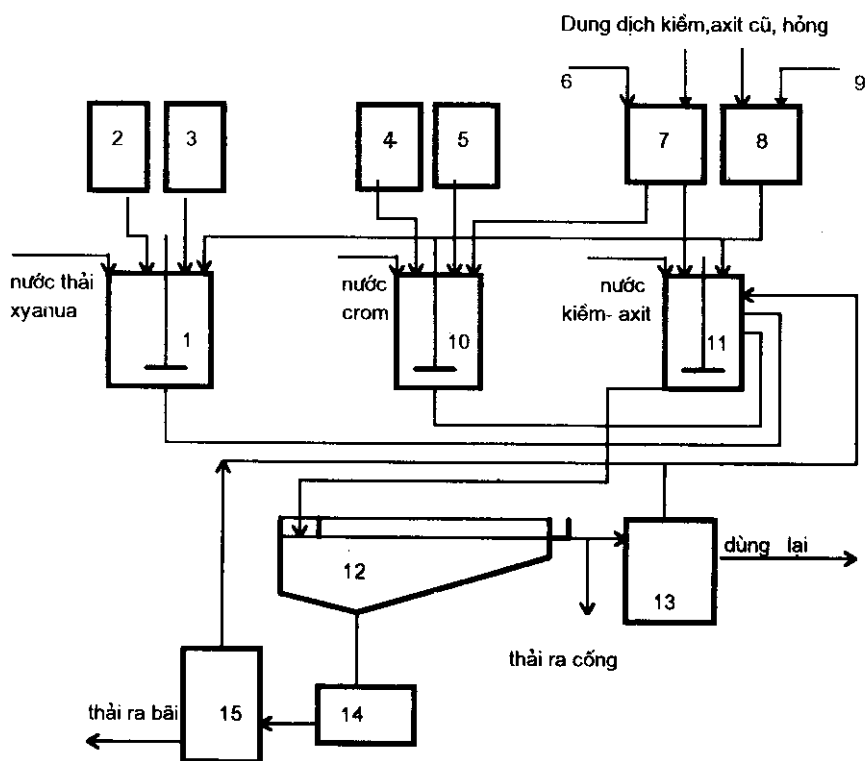 Dung dịch kiềm,axit cũ, hỏng
6
9
2
3
4
5
7
8
nước thải
xyanua
nước
crom
nước
kiềm- axit
1
10
11
12
13
dùng lại
thải ra cống
thải ra bãi
15
14